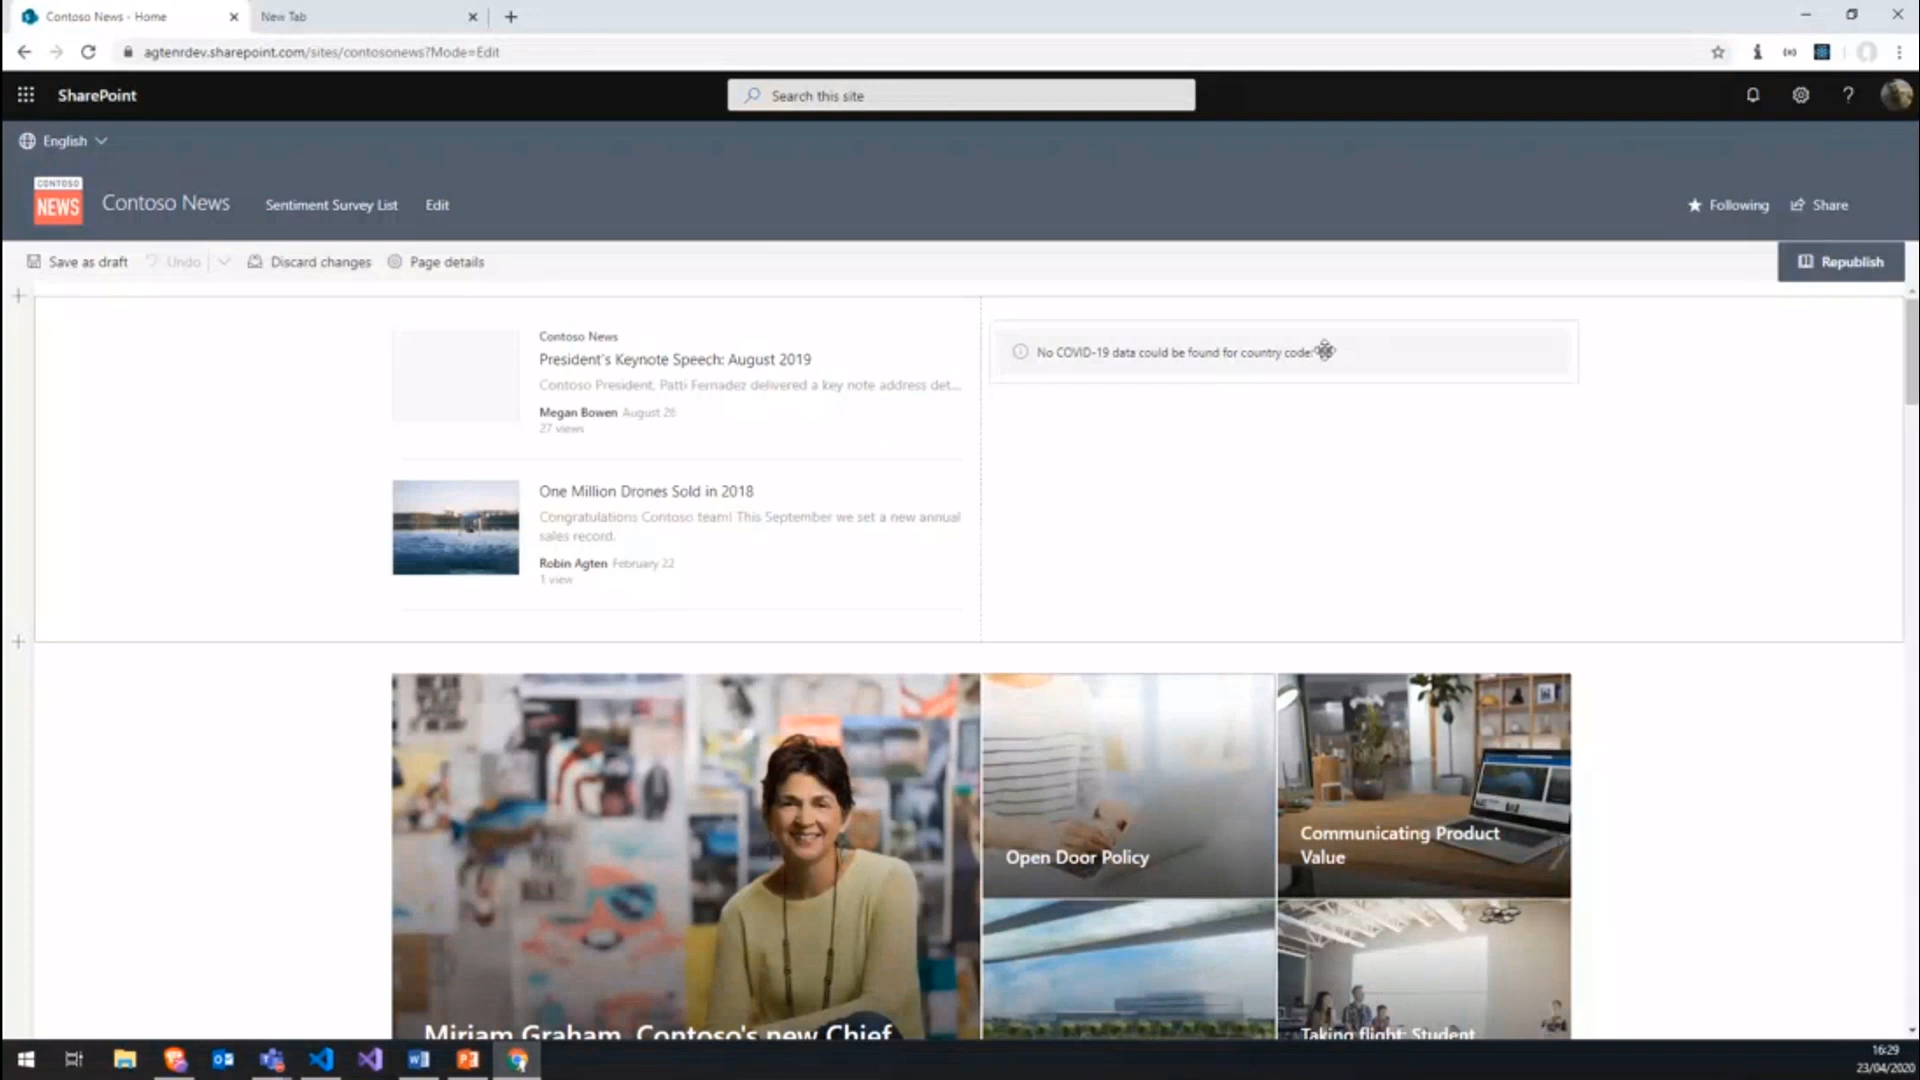 Contoso News - Home
New Tab
agtenrdev.sharepoint.com/sites/contosonews?Mode=Edit
SharePoint
Search this site
English
CONTOSO
NEWS
Contoso News
Sentiment Survey List
Edit
Following
Share
Save as draft
Undo
Discard changes
Page details
Republish
Contoso News
President's Keynote Speech: August 2019
Contoso President, Patti Fernadez delivered a key note address det...
Megan Bowen August 26
27 views
One Million Drones Sold in 2018
Congratulations Contoso team! This September we set a new annual
sales record.
Robin Agten February 22
1 view
No COVID-19 data could be found for country code:
Open Door Policy
Communicating Product
Value
Miriam Graham, Contoso's new Chief
Taking flight: Student
16:29
23/04/2020